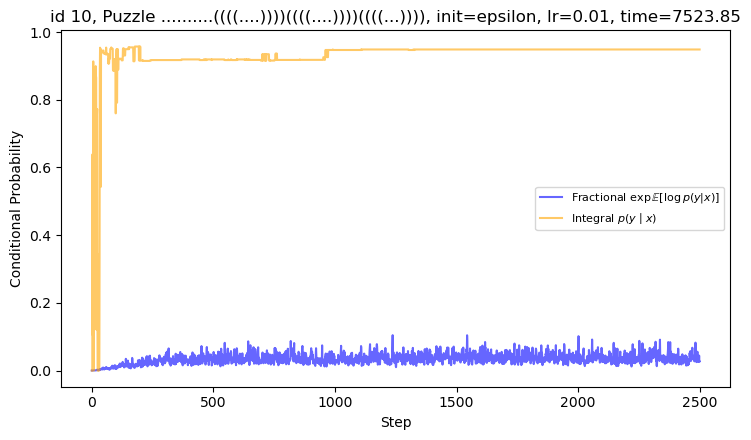 id 10, Puzzle ..........((((....))))((((....))))((((...)))), init=epsilon, lr=0.01, time=7523.85
1.0
0.8
0.6
0.4
0.2
0.0
Conditional Probability
Fractional exp𝔼[log p(y|x)]
Integral p(y | x)
0 500 1000 1500 2000 2500
Step